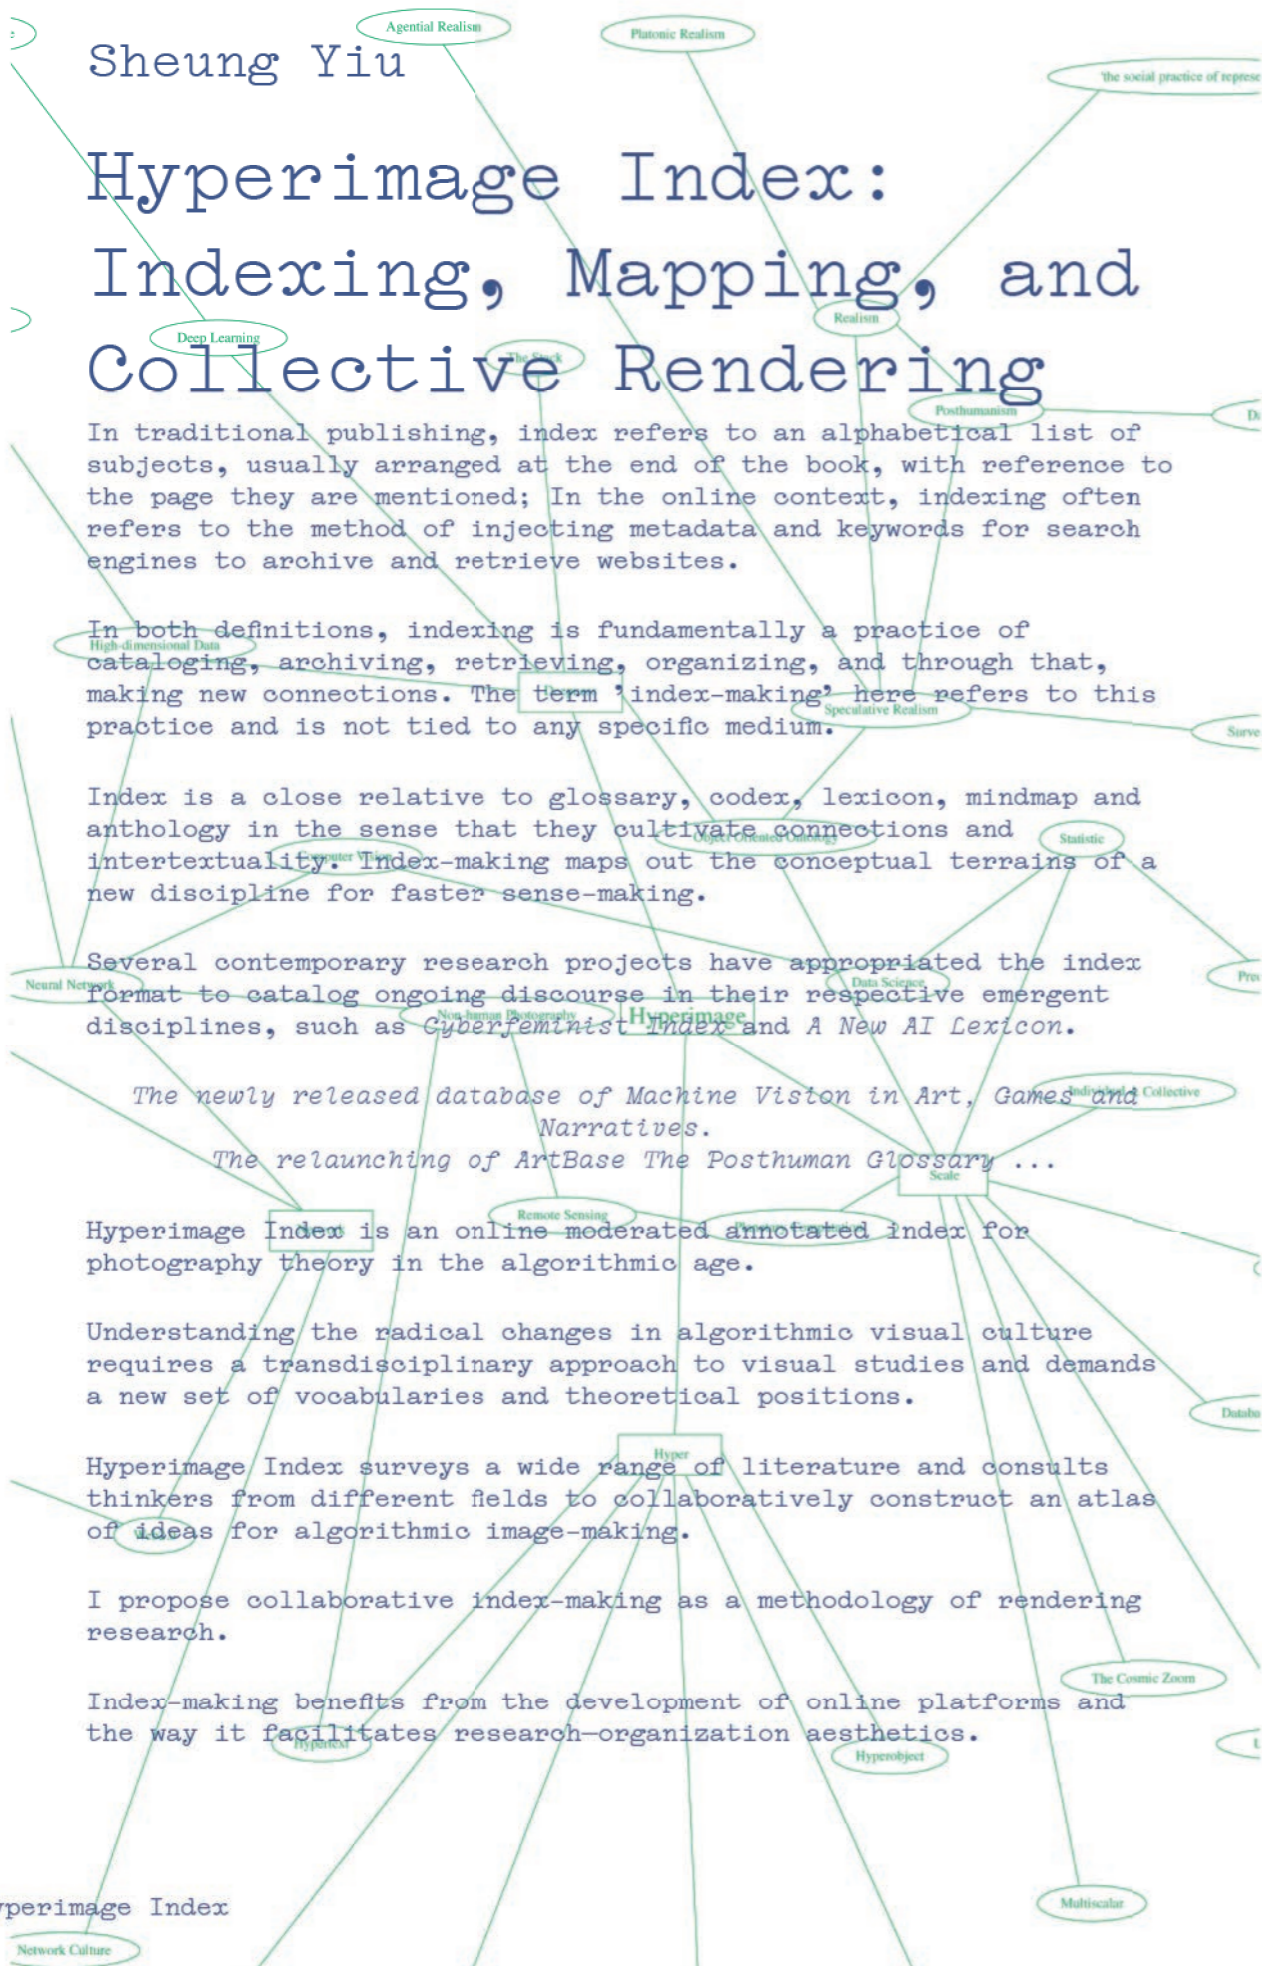 Agential Realism
Platonic Realism
Sheung Yiu
'the social practice of represe
Hyperimage Index:
Indexing, Mapping, and
Collective Rendering
Realism
Deep Learning
The Stack
Posthumanism
In traditional publishing, index refers to an alphabetical list of
subjects, usually arranged at the end of the book, with reference to
the page they are mentioned; In the online context, indexing often
refers to the method of injecting metadata and keywords for search
engines to archive and retrieve websites.
In both definitions, indexing is fundamentally a practice of
cataloging, archiving, retrieving, organizing, and through that,
making new connections. The term 'index-making' here refers to this
practice and is not tied to any specific medium.
High-dimensional Data
Speculative Realism
Surve
Index is a close relative to glossary, codex, lexicon, mindmap and
anthology in the sense that they cultivate connections and
intertextuality. Index-making maps out the conceptual terrains of a
new discipline for faster sense-making.
Object Oriented Ontology
Statistic
Computer Vision
Several contemporary research projects have appropriated the index
format to catalog ongoing discourse in their respective emergent
disciplines, such as Cyberfeminist Index and A New AI Lexicon.
Neural Network
Data Science
Non-human Photography
Hyperimage
The newly released database of Machine Vision in Art, Games and
Narratives.
The relaunching of ArtBase The Posthuman Glossary ...
Individual & Collective
Scale
Remote Sensing
Hyperimage Index is an online moderated annotated index for
photography theory in the algorithmic age.
Understanding the radical changes in algorithmic visual culture
requires a transdisciplinary approach to visual studies and demands
a new set of vocabularies and theoretical positions.
Databa
Hyper
Hyperimage Index surveys a wide range of literature and consults
thinkers from different fields to collaboratively construct an atlas
of ideas for algorithmic image-making.
I propose collaborative index-making as a methodology of rendering
research.
The Cosmic Zoom
Index-making benefits from the development of online platforms and
the way it facilitates research—organization aesthetics.
Hypertext
Hyperobject
Multiscalar
yperimage Index
Network Culture